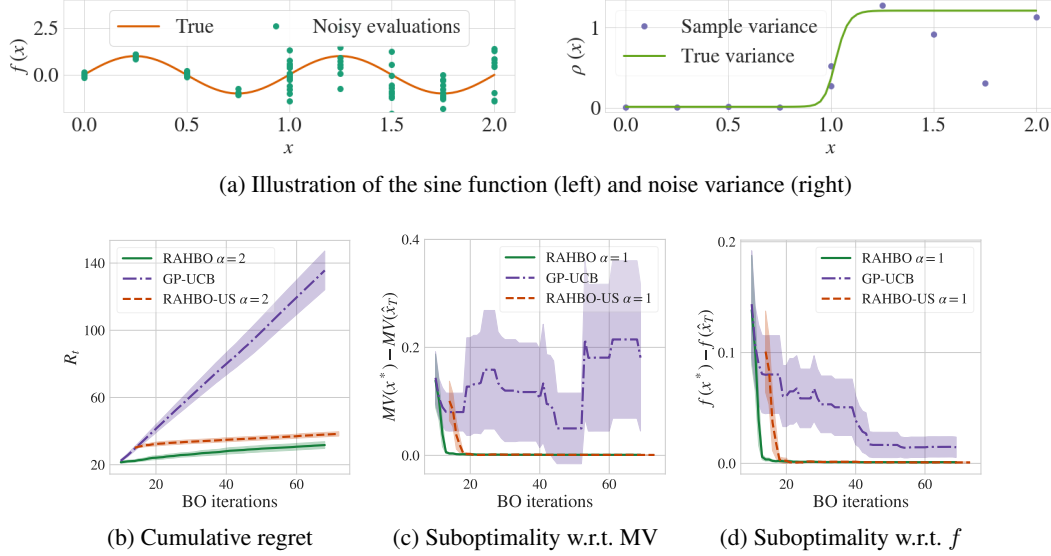 2.5
0.0
f (x)
True
Noisy evaluations
0.0 0.5 1.0 1.5 2.0
x
1
0
ρ (x)
Sample variance
True variance
0.0 0.5 1.0 1.5 2.0
x
(a) Illustration of the sine function (left) and noise variance (right)
140
100
60
20
R_t
RAHBO α = 2
GP-UCB
RAHBO-US α = 2
20 40 60
BO iterations
(b) Cumulative regret
0.4
0.2
0.0
MV(x*) − MV(x̂_T)
RAHBO α = 1
GP-UCB
RAHBO-US α = 1
20 40 60
BO iterations
(c) Suboptimality w.r.t. MV
0.2
0.1
0.0
f (x*) − f (x̂_T)
RAHBO α = 1
GP-UCB
RAHBO-US α = 1
20 40 60
BO iterations
(d) Suboptimality w.r.t. f